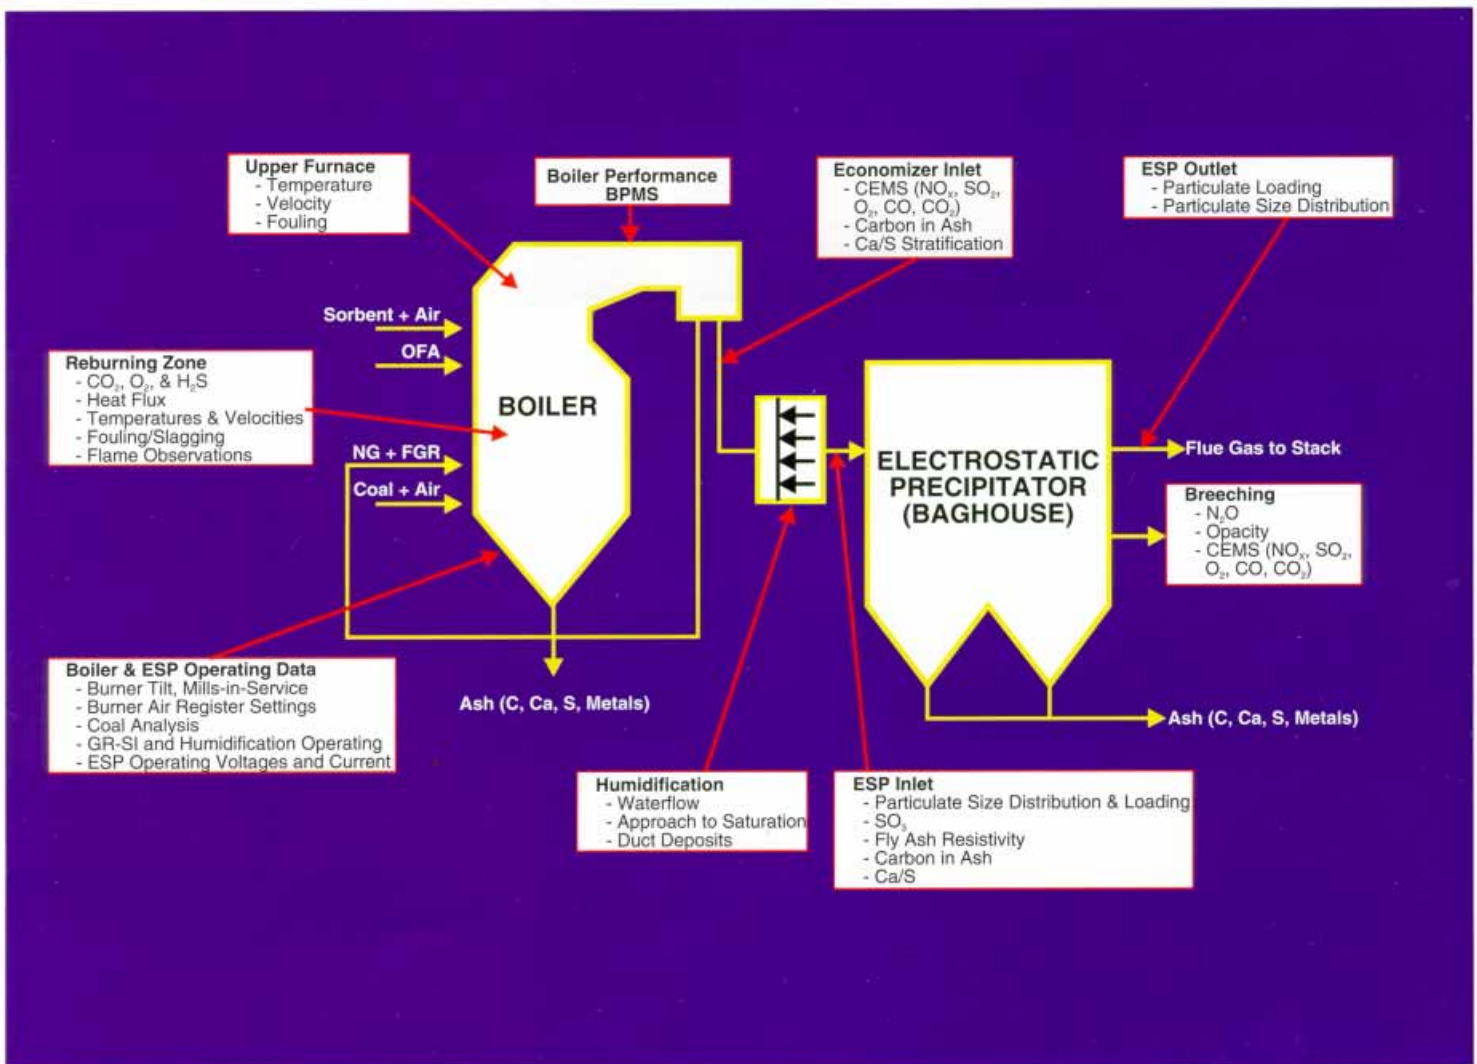 Upper Furnace
- Temperature
- Velocity
- Fouling
Boiler Performance
BPMS
Economizer Inlet
- CEMS (NOₓ, SO₂,
O₂, CO, CO₂)
- Carbon in Ash
- Ca/S Stratification
ESP Outlet
- Particulate Loading
- Particulate Size Distribution
Sorbent + Air
OFA
Reburning Zone
- CO₂, O₂, & H₂S
- Heat Flux
- Temperatures & Velocities
- Fouling/Slagging
- Flame Observations
BOILER
NG + FGR
Coal + Air
ELECTROSTATIC
PRECIPITATOR
(BAGHOUSE)
Flue Gas to Stack
Breeching
- N₂O
- Opacity
- CEMS (NOₓ, SO₂,
O₂, CO, CO₂)
Boiler & ESP Operating Data
- Burner Tilt, Mills-in-Service
- Burner Air Register Settings
- Coal Analysis
- GR-SI and Humidification Operating
- ESP Operating Voltages and Current
Ash (C, Ca, S, Metals)
Ash (C, Ca, S, Metals)
Humidification
- Waterflow
- Approach to Saturation
- Duct Deposits
ESP Inlet
- Particulate Size Distribution & Loading
- SO₃
- Fly Ash Resistivity
- Carbon in Ash
- Ca/S